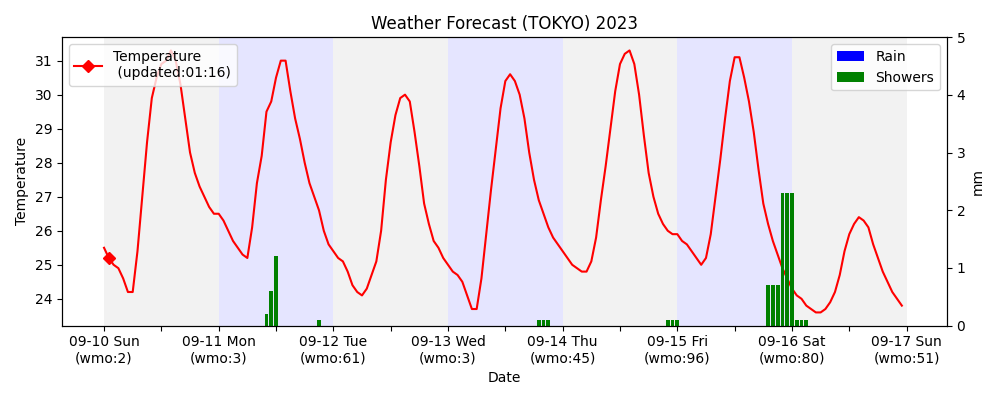 Weather Forecast (TOKYO) 2023
Temperature
(updated:01:16)
Rain
Showers
31
30
29
28
27
26
25
24
Temperature
5
4
3
2
1
0
mm
09-10 Sun
(wmo:2)
09-11 Mon
(wmo:3)
09-12 Tue
(wmo:61)
09-13 Wed
(wmo:3)
09-14 Thu
(wmo:45)
09-15 Fri
(wmo:96)
09-16 Sat
(wmo:80)
09-17 Sun
(wmo:51)
Date